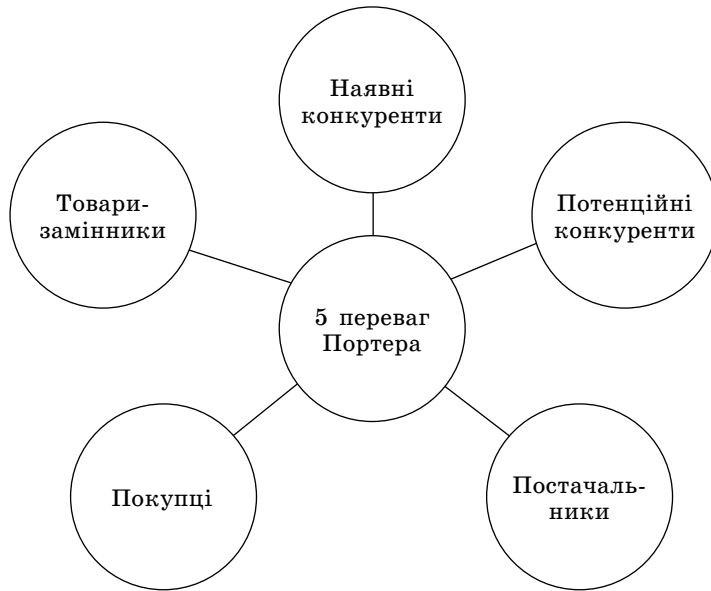 Наявні
конкуренти
Товари-
замінники
Потенційні
конкуренти
5 переваг
Портера
Покупці
Постачаль-
ники